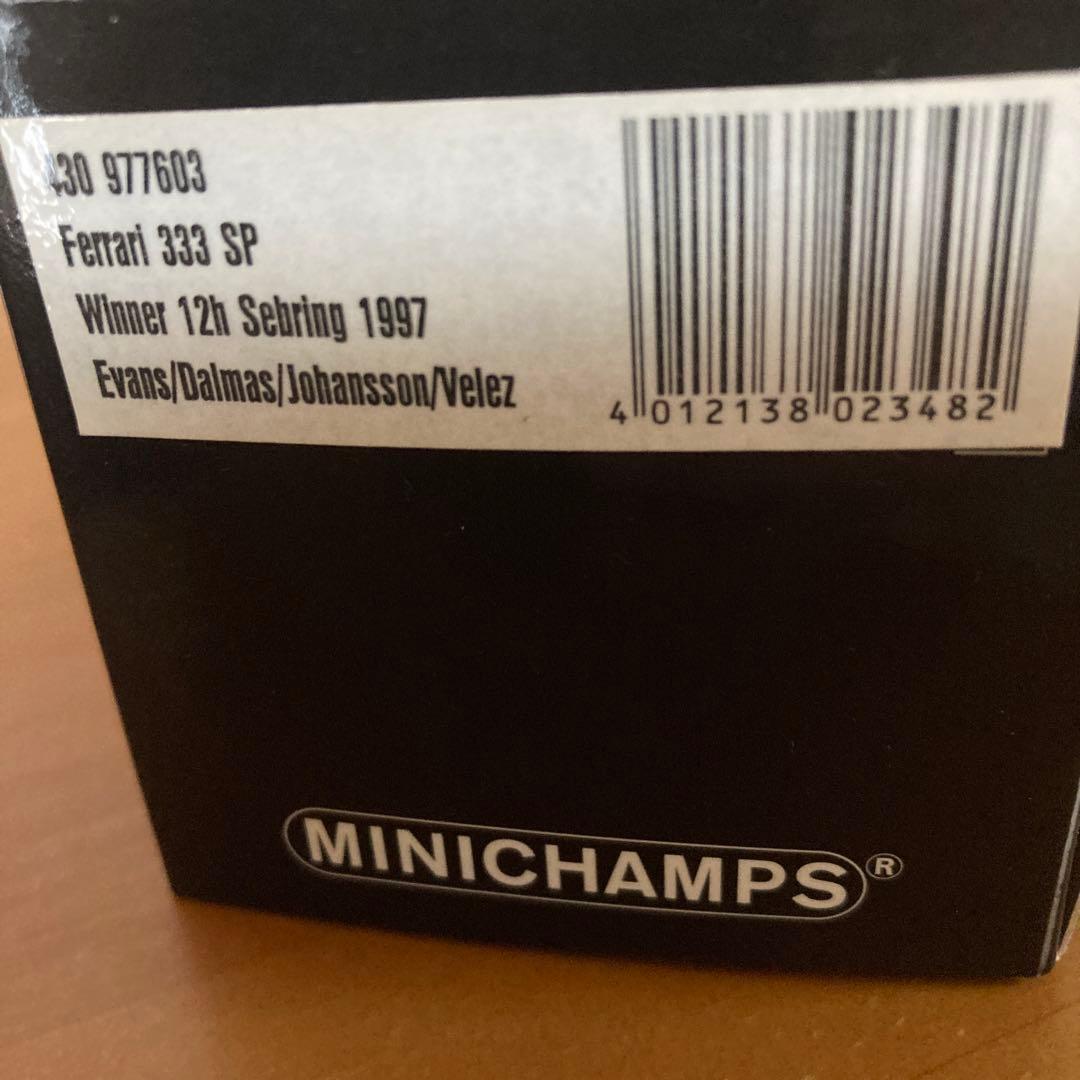 430 977603
Ferrari 333 SP
Winner 12h Sebring 1997
Evans/Dalmas/Johansson/Velez
4 012138 023482
MINICHAMPS®